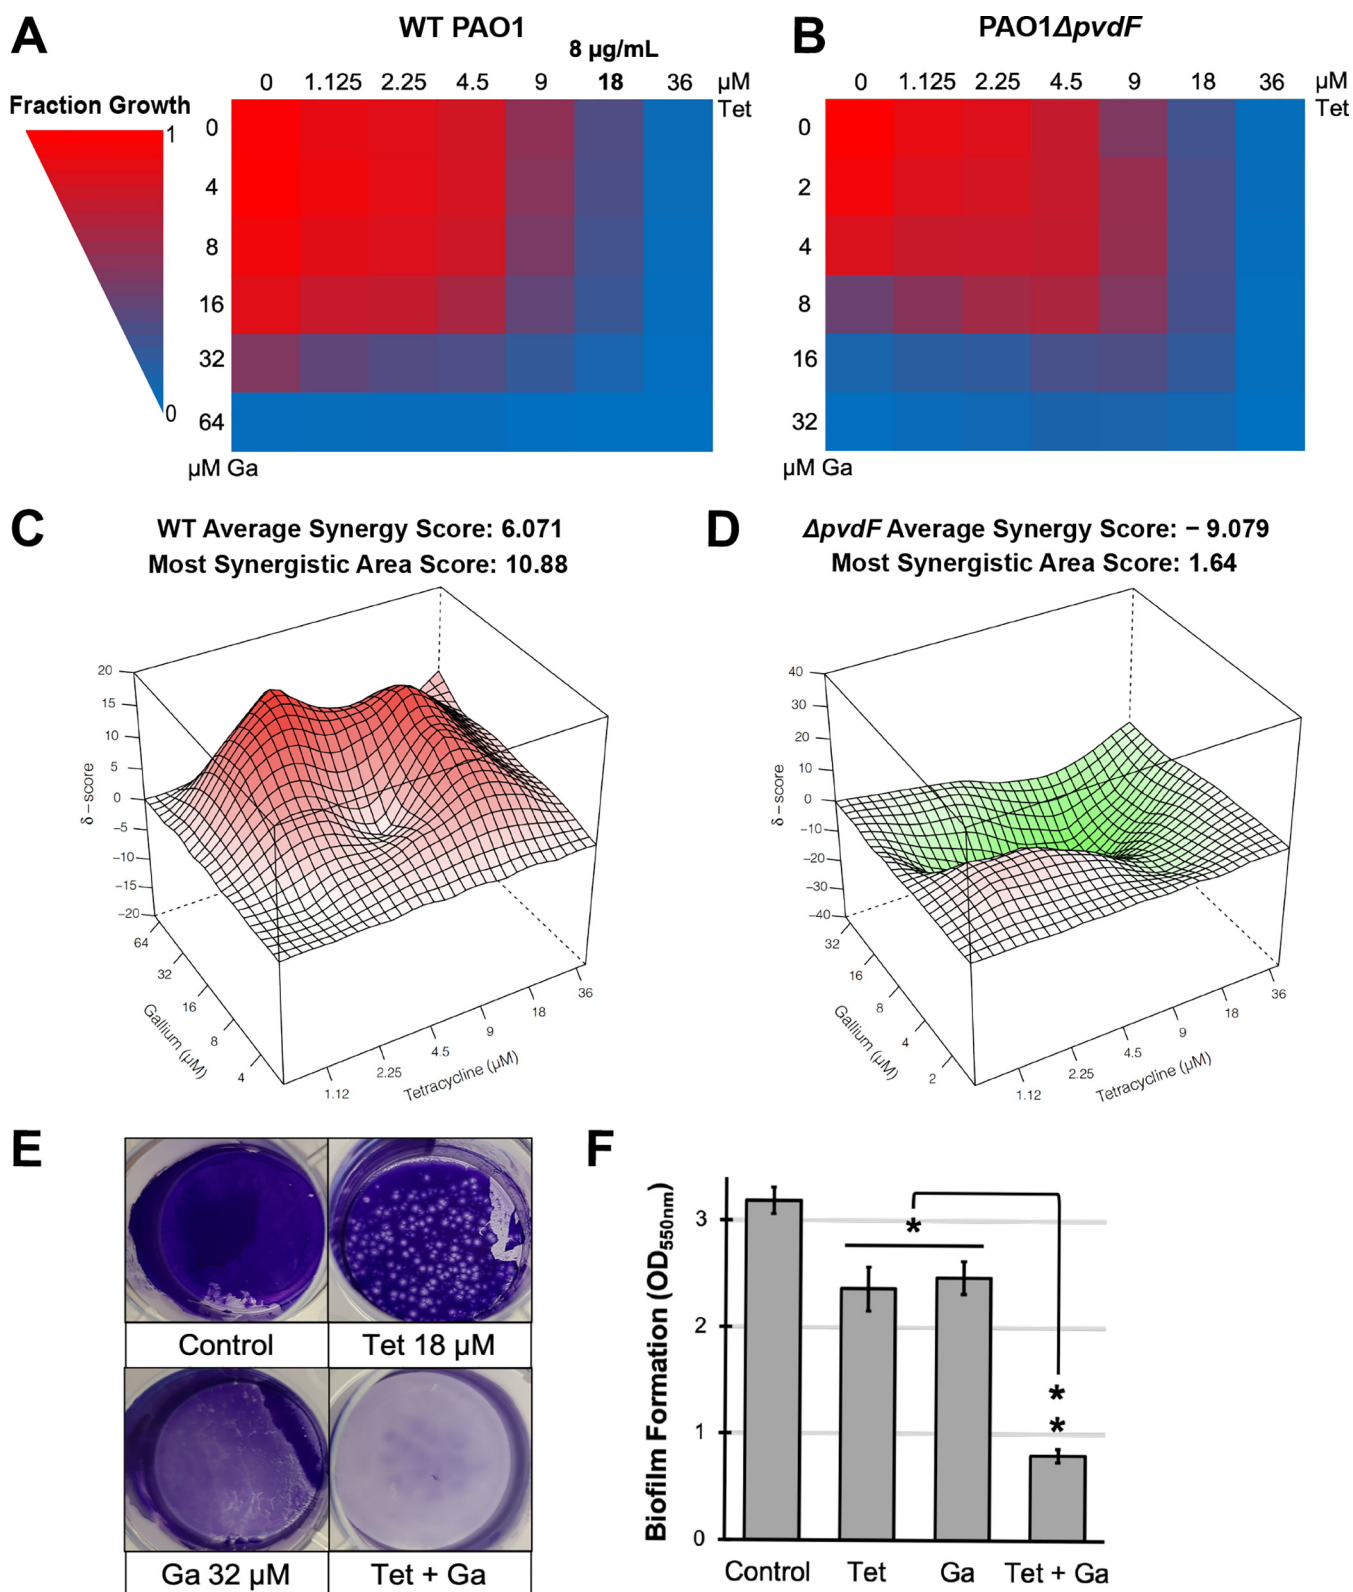 A
WT PAO1
8 µg/mL
0 1.125 2.25 4.5 9 18 36 µM
Tet
Fraction Growth
1
0
0
4
8
16
32
64
µM Ga
B
PAO1ΔpvdF
0 1.125 2.25 4.5 9 18 36 µM
Tet
0
2
4
8
16
32
µM Ga
C
WT Average Synergy Score: 6.071
Most Synergistic Area Score: 10.88
20
15
10
5
0
−5
−10
−15
−20
δ – score
64
32
16
8
4
Gallium (µM)
1.12
2.25
4.5
9
18
36
Tetracycline (µM)
D
ΔpvdF Average Synergy Score: − 9.079
Most Synergistic Area Score: 1.64
40
30
20
10
0
−10
−20
−30
−40
δ – score
32
16
8
4
2
Gallium (µM)
1.12
2.25
4.5
9
18
36
Tetracycline (µM)
E
Control
Tet 18 µM
Ga 32 µM
Tet + Ga
F
Biofilm Formation (OD550nm)
3
2
1
0
*
*
*
Control Tet Ga Tet + Ga